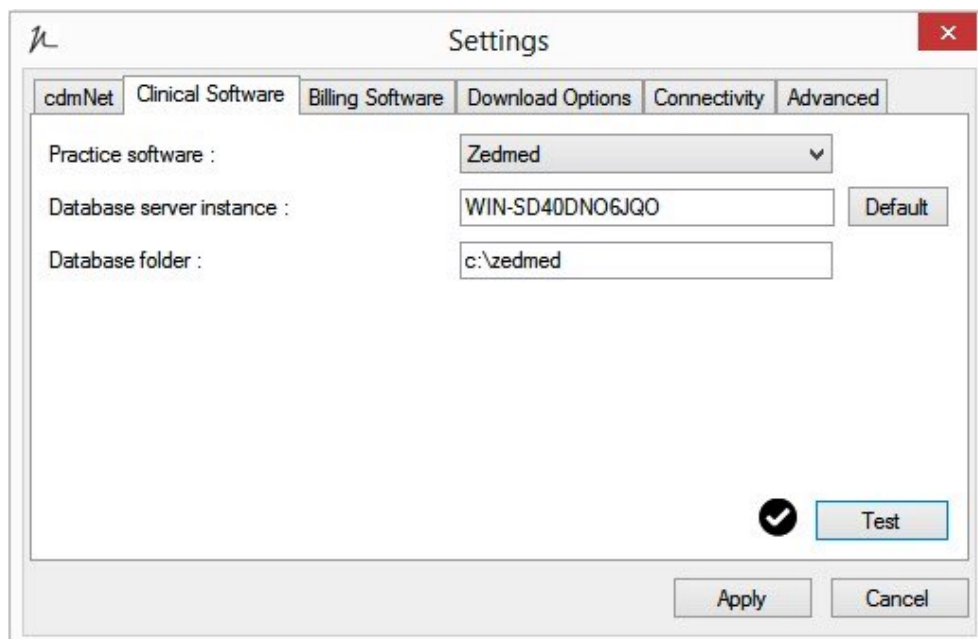 Settings
cdmNet Clinical Software Billing Software Download Options Connectivity Advanced
Practice software : Zedmed
Database server instance : WIN-SD40DNO6JQO Default
Database folder : c:\zedmed
Test
Apply Cancel